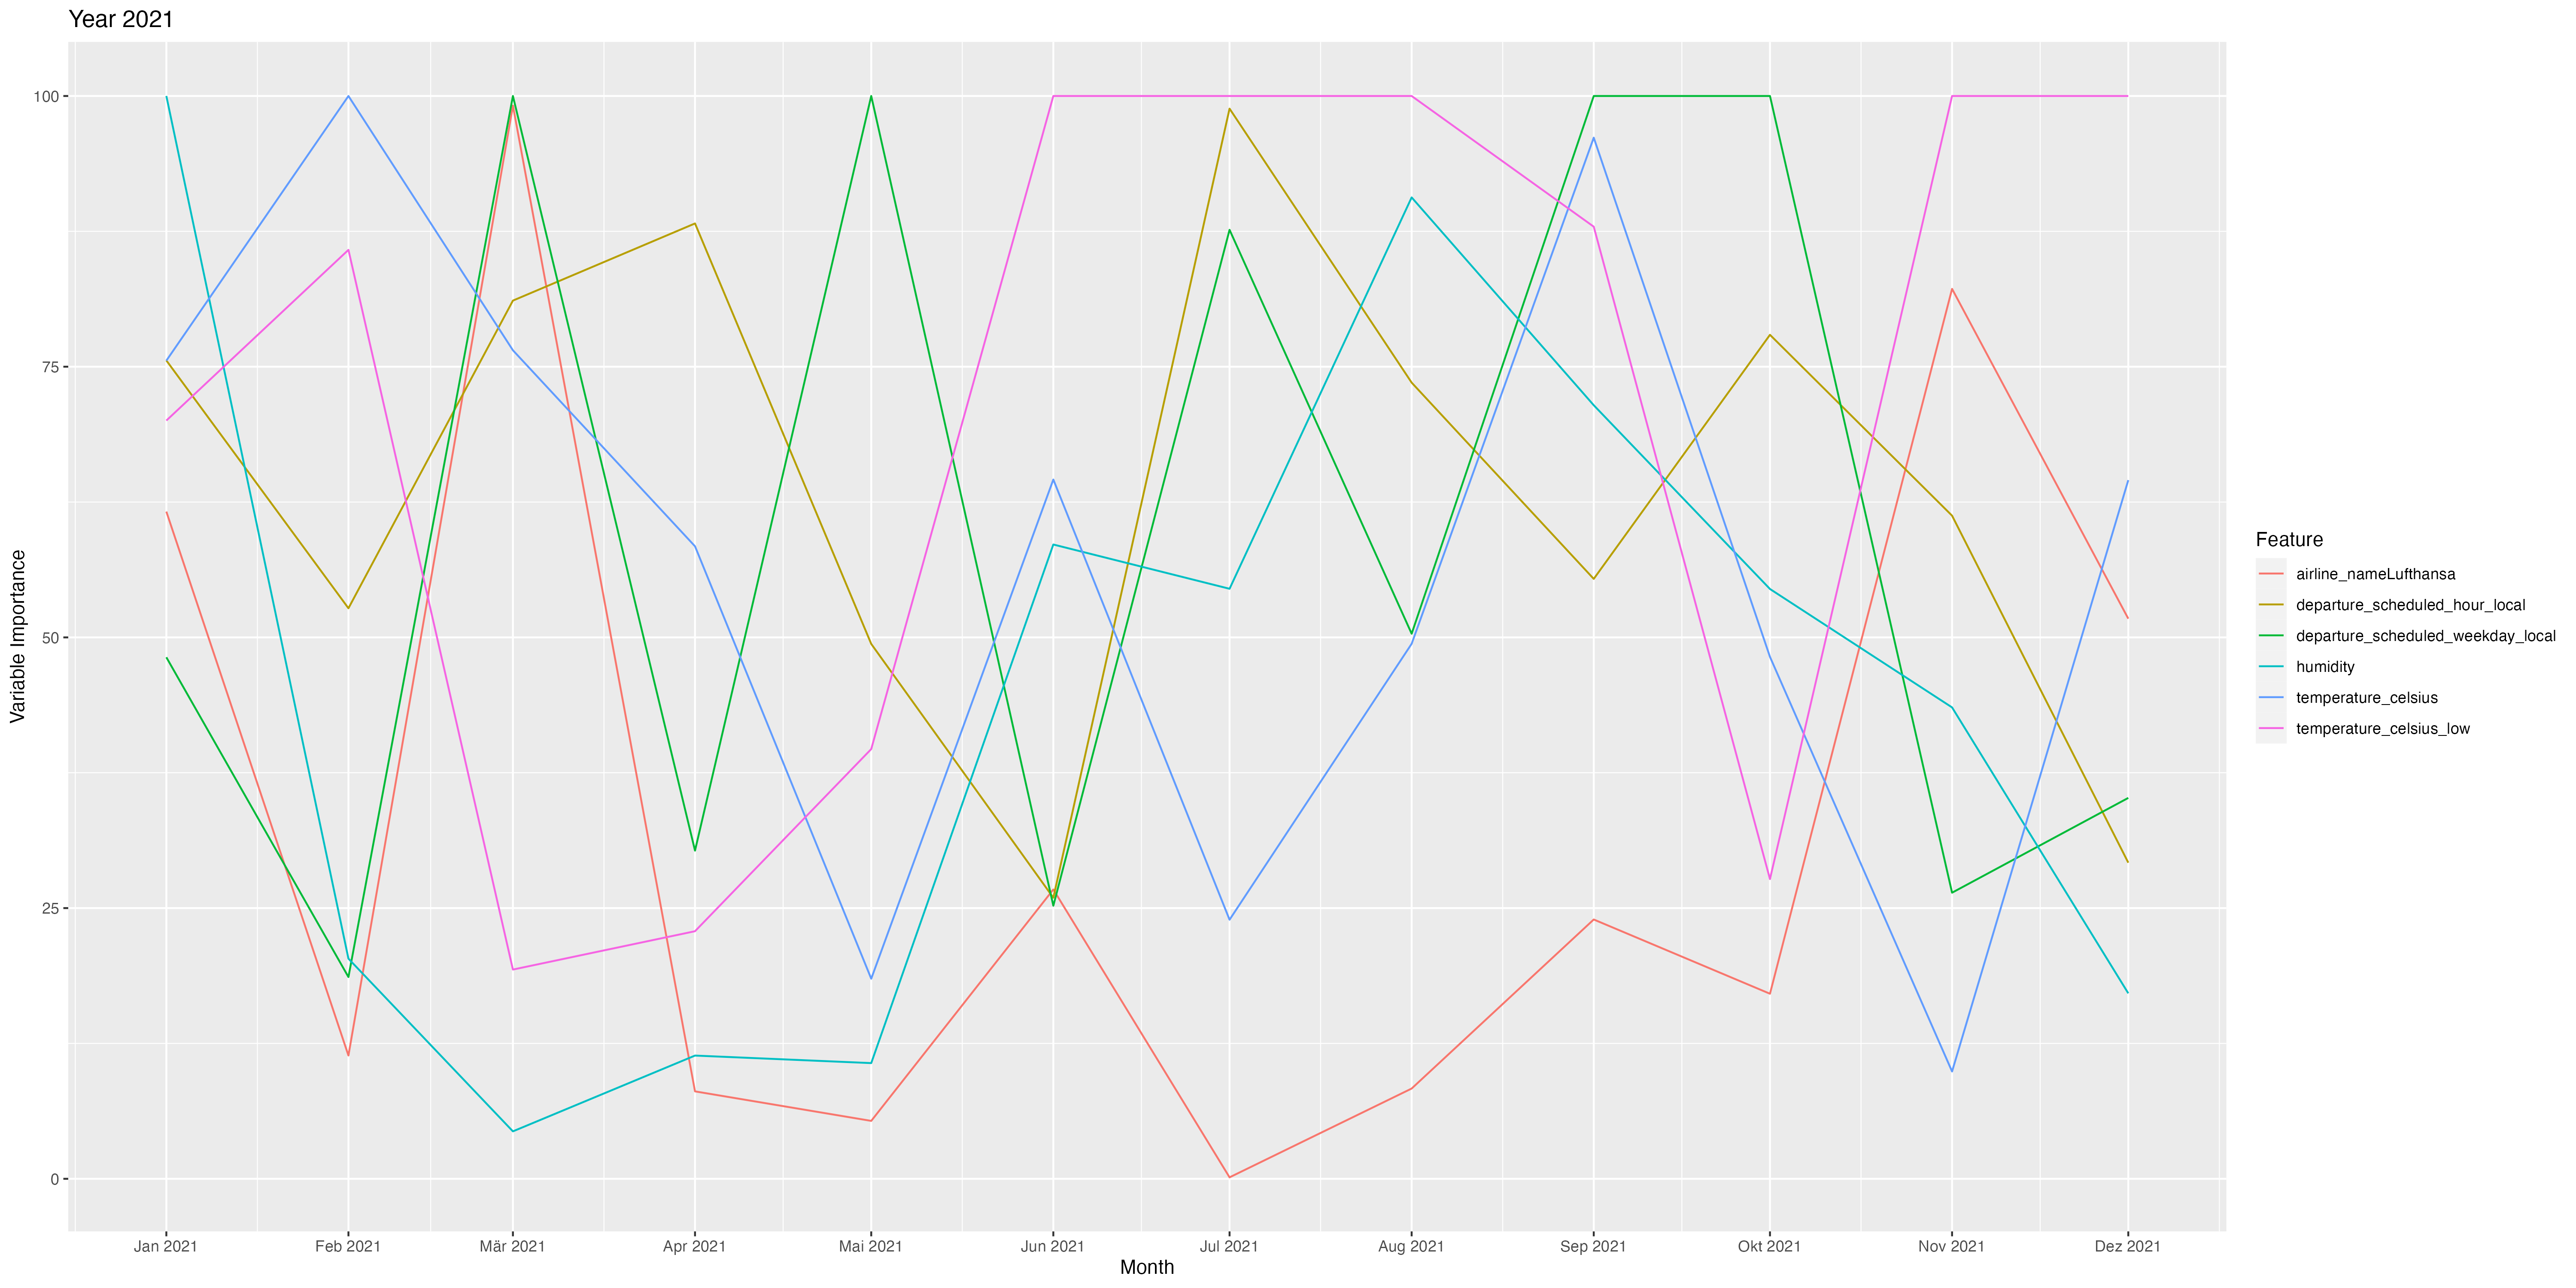 Year 2021
Variable Importance
100
75
50
25
0
Jan 2021 Feb 2021 Mär 2021 Apr 2021 Mai 2021 Jun 2021 Jul 2021 Aug 2021 Sep 2021 Okt 2021 Nov 2021 Dez 2021
Month
Feature
airline_nameLufthansa
departure_scheduled_hour_local
departure_scheduled_weekday_local
humidity
temperature_celsius
temperature_celsius_low